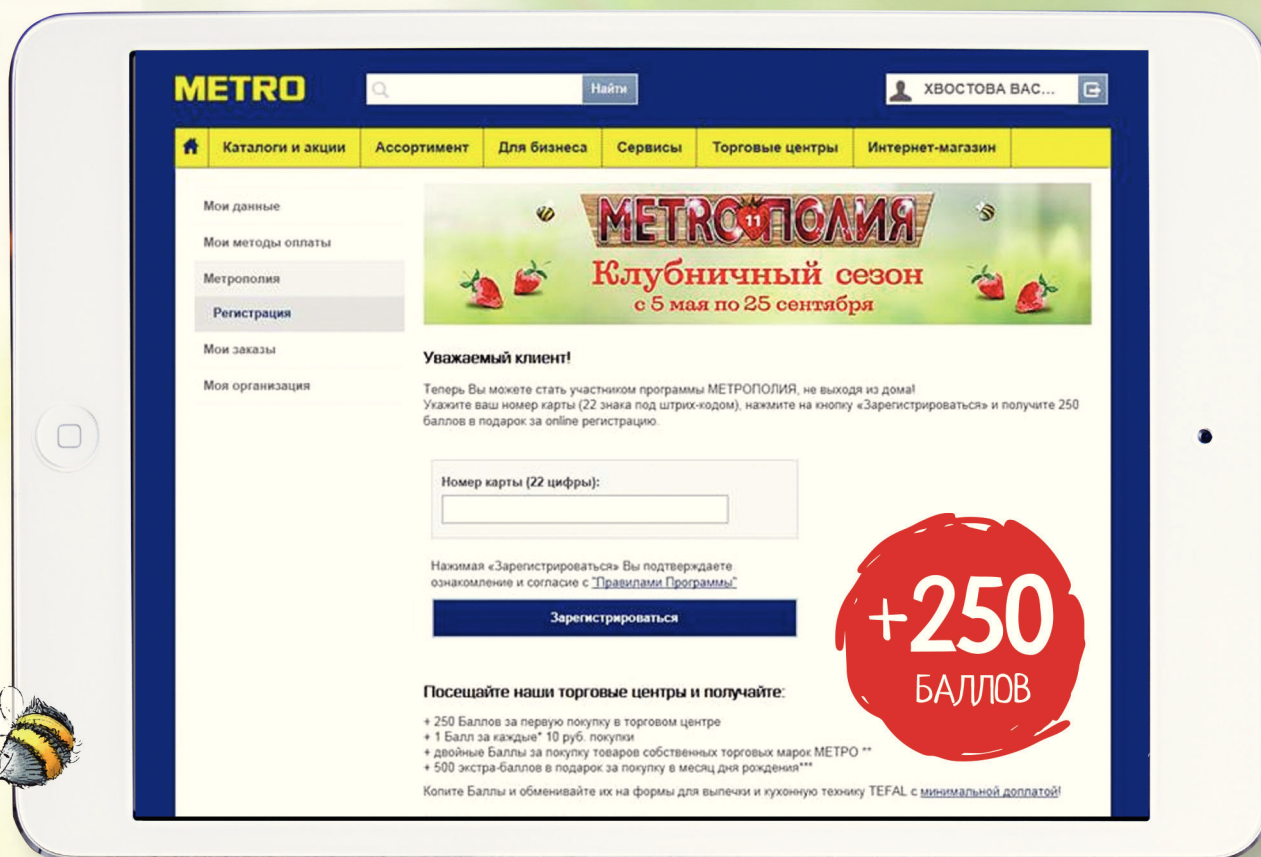 METRO
Найти
ХВОСТОВА ВАС...
Каталоги и акции
Ассортимент
Для бизнеса
Сервисы
Торговые центры
Интернет-магазин
Мои данные
Мои методы оплаты
Метрополия
Регистрация
Мои заказы
Моя организация
МЕТRО 11 ПОЛИЯ
Клубничный сезон
с 5 мая по 25 сентября
Уважаемый клиент!
Теперь Вы можете стать участником программы МЕТРОПОЛИЯ, не выходя из дома!
Укажите ваш номер карты (22 знака под штрих-кодом), нажмите на кнопку «Зарегистрироваться» и получите 250
баллов в подарок за online регистрацию.
Номер карты (22 цифры):
Нажимая «Зарегистрироваться» Вы подтверждаете
ознакомление и согласие с "Правилами Программы"
Зарегистрироваться
+250
БАЛЛОВ
Посещайте наши торговые центры и получайте:
+ 250 Баллов за первую покупку в торговом центре
+ 1 Балл за каждые* 10 руб. покупки
+ двойные Баллы за покупку товаров собственных торговых марок МЕТРО **
+ 500 экстра-баллов в подарок за покупку в месяц дня рождения***
Копите Баллы и обменивайте их на формы для выпечки и кухонную технику TEFAL с минимальной доплатой!